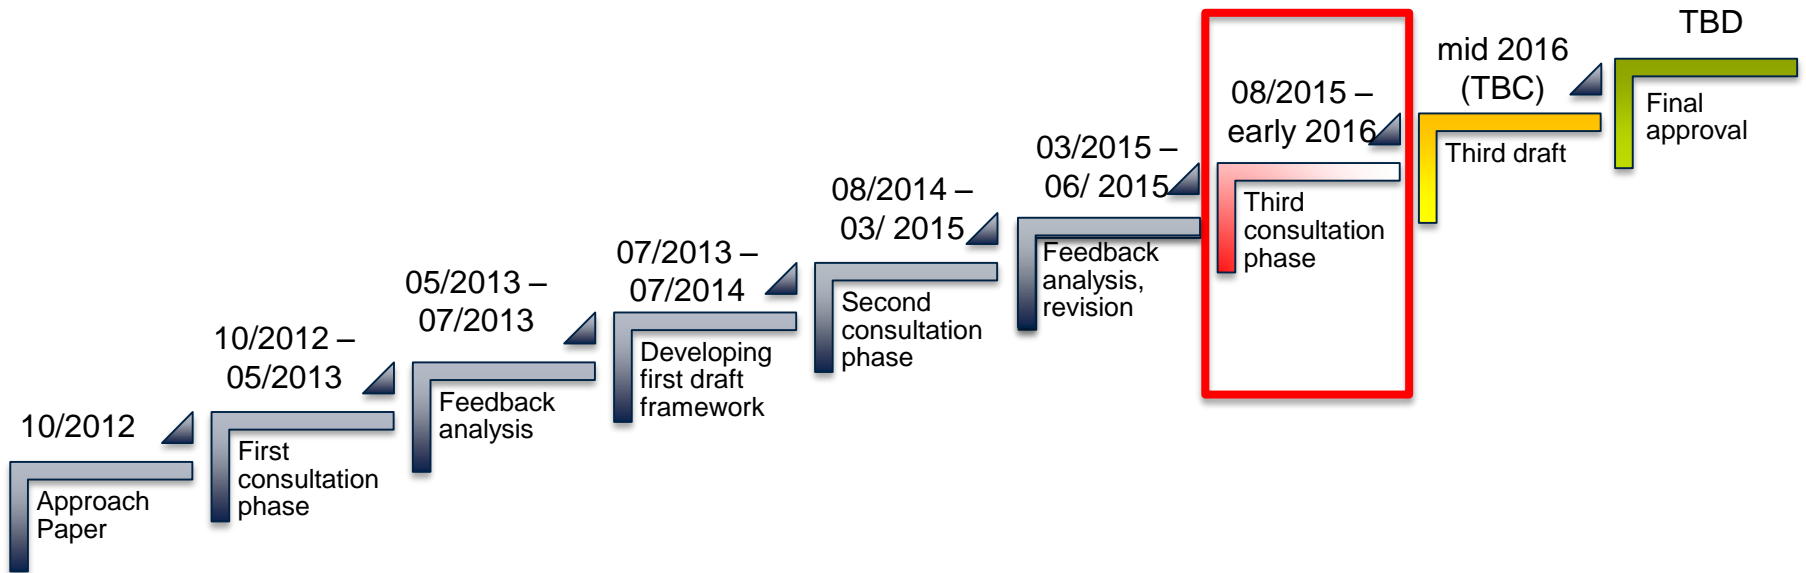 10/2012
Approach
Paper
10/2012 –
05/2013
First
consultation
phase
05/2013 –
07/2013
Feedback
analysis
07/2013 –
07/2014
Developing
first draft
framework
08/2014 –
03/ 2015
Second
consultation
phase
03/2015 –
06/ 2015
Feedback
analysis,
revision
08/2015 –
early 2016
Third
consultation
phase
mid 2016
(TBC)
Third draft
TBD
Final
approval